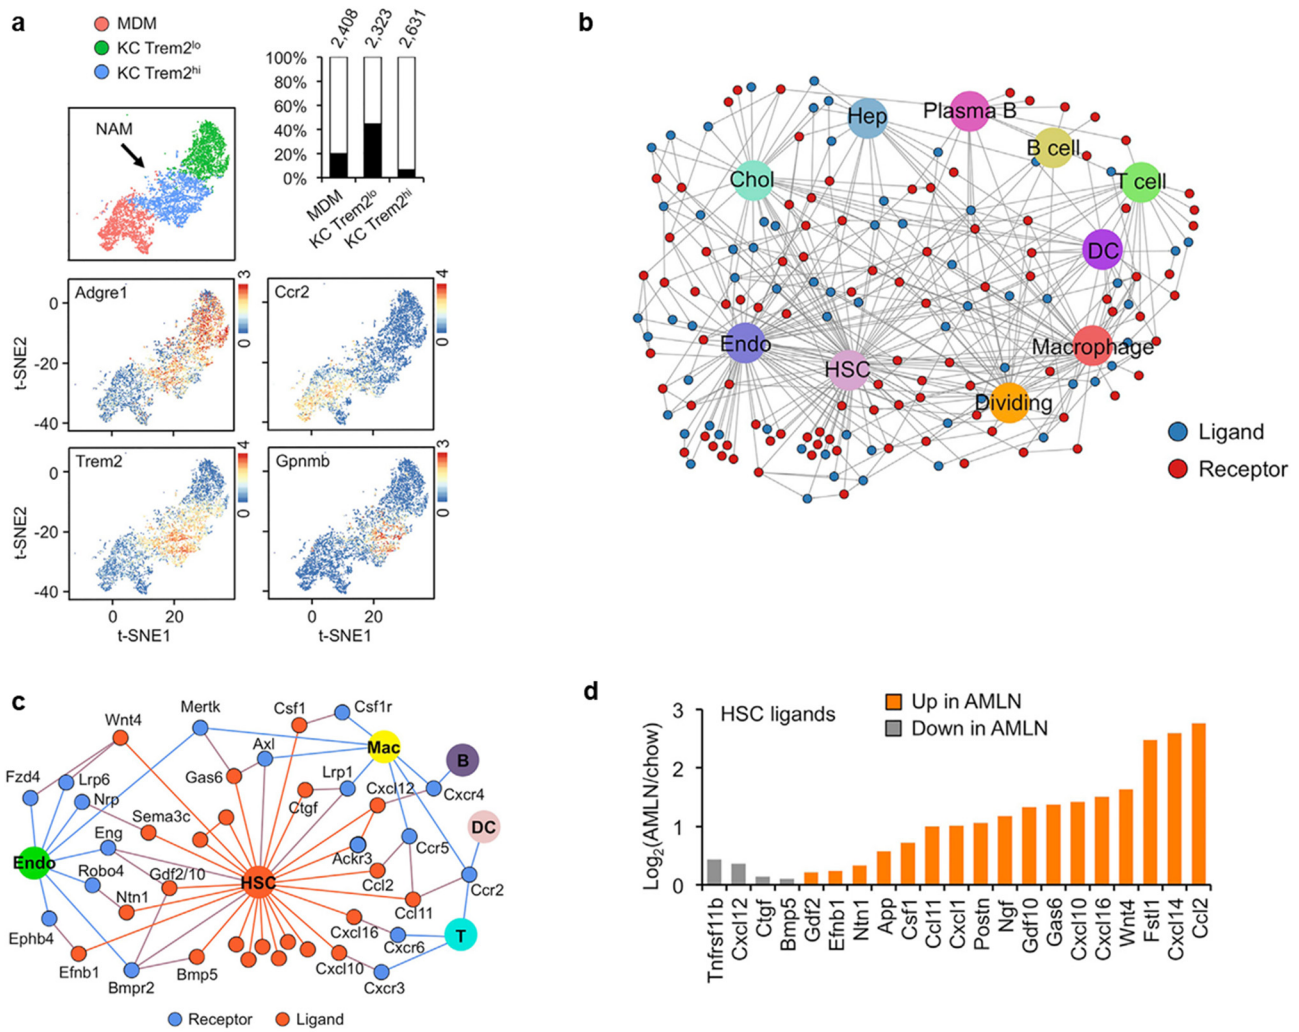 a
MDM
KC Trem2lo
KC Trem2hi
NAM
2,408
2,323
2,631
100%
80%
60%
40%
20%
0%
MDM
KC Trem2lo
KC Trem2hi
Adgre1
3
0
Ccr2
4
0
0
-20
-40
t-SNE2
Trem2
4
0
Gpnmb
3
0
0
-20
-40
t-SNE2
0
20
0
20
t-SNE1
t-SNE1
b
Hep
Plasma B
B cell
Chol
T cell
DC
Endo
HSC
Macrophage
Dividing
Ligand
Receptor
c
Mertk
Csf1
Csf1r
Wnt4
Axl
Mac
B
Fzd4
Lrp6
Gas6
Lrp1
Cxcl12
Nrp
Ctgf
Cxcr4
Sema3c
DC
Eng
Ackr3
Ccr5
Endo
Robo4
Gdf2/10
HSC
Ccl2
Ccr2
Ntn1
Ccl11
Ephb4
Cxcl16
T
Cxcr6
Efnb1
Bmp5
Cxcl10
Bmpr2
Cxcr3
Receptor
Ligand
d
HSC ligands
Up in AMLN
Down in AMLN
3
2
1
0
Log2(AMLN/chow)
Tnfrsf11b
Cxcl12
Ctgf
Bmp5
Gdf2
Efnb1
Ntn1
App
Csf1
Ccl11
Cxcl1
Postn
Ngf
Gdf10
Gas6
Cxcl10
Cxcl16
Wnt4
Fstl1
Cxcl14
Ccl2